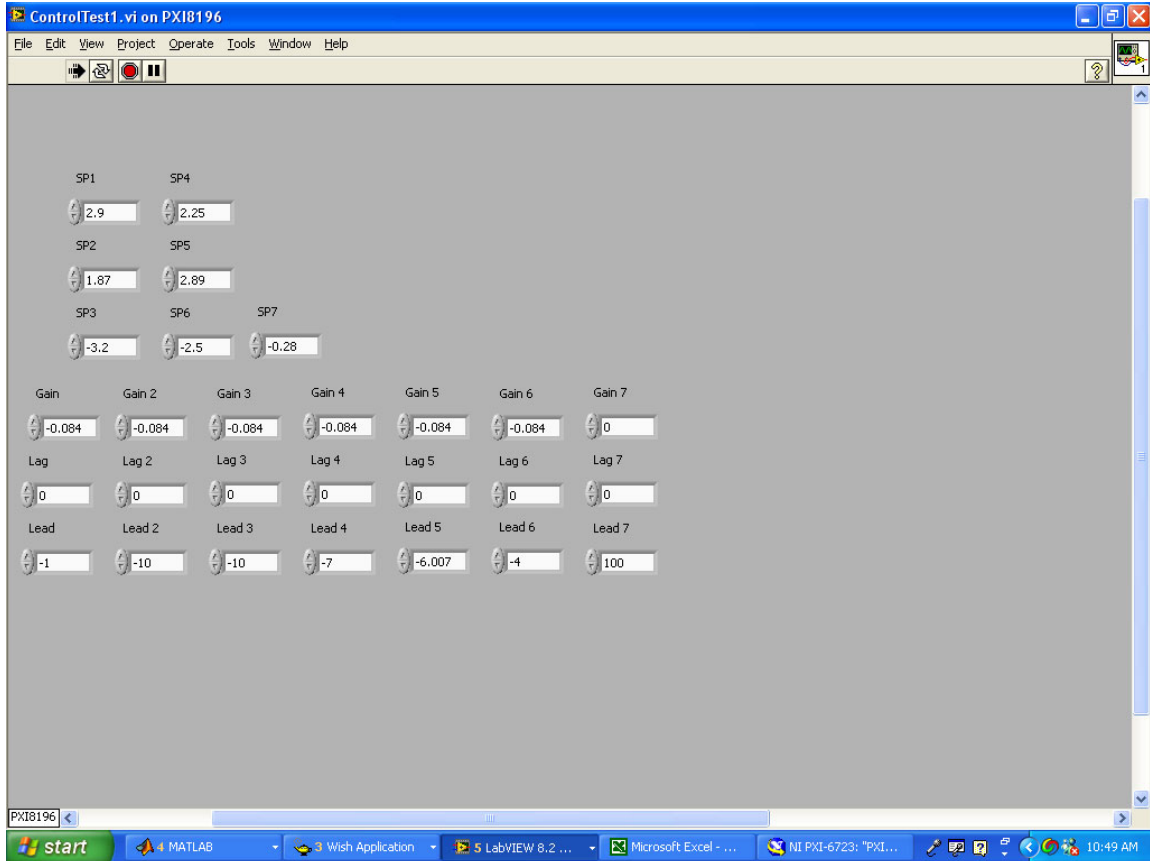 ControlTest1.vi on PXI8196
File Edit View Project Operate Tools Window Help
1
SP1 SP4
2.9 2.25
SP2 SP5
1.87 2.89
SP3 SP6 SP7
-3.2 -2.5 -0.28
Gain Gain 2 Gain 3 Gain 4 Gain 5 Gain 6 Gain 7
-0.084 -0.084 -0.084 -0.084 -0.084 -0.084 0
Lag Lag 2 Lag 3 Lag 4 Lag 5 Lag 6 Lag 7
0 0 0 0 0 0 0
Lead Lead 2 Lead 3 Lead 4 Lead 5 Lead 6 Lead 7
-1 -10 -10 -7 -6.007 -4 100
PXI8196
start 4 MATLAB 3 Wish Application 5 LabVIEW 8.2 ... Microsoft Excel - ... NI PXI-6723: "PXI... 10:49 AM